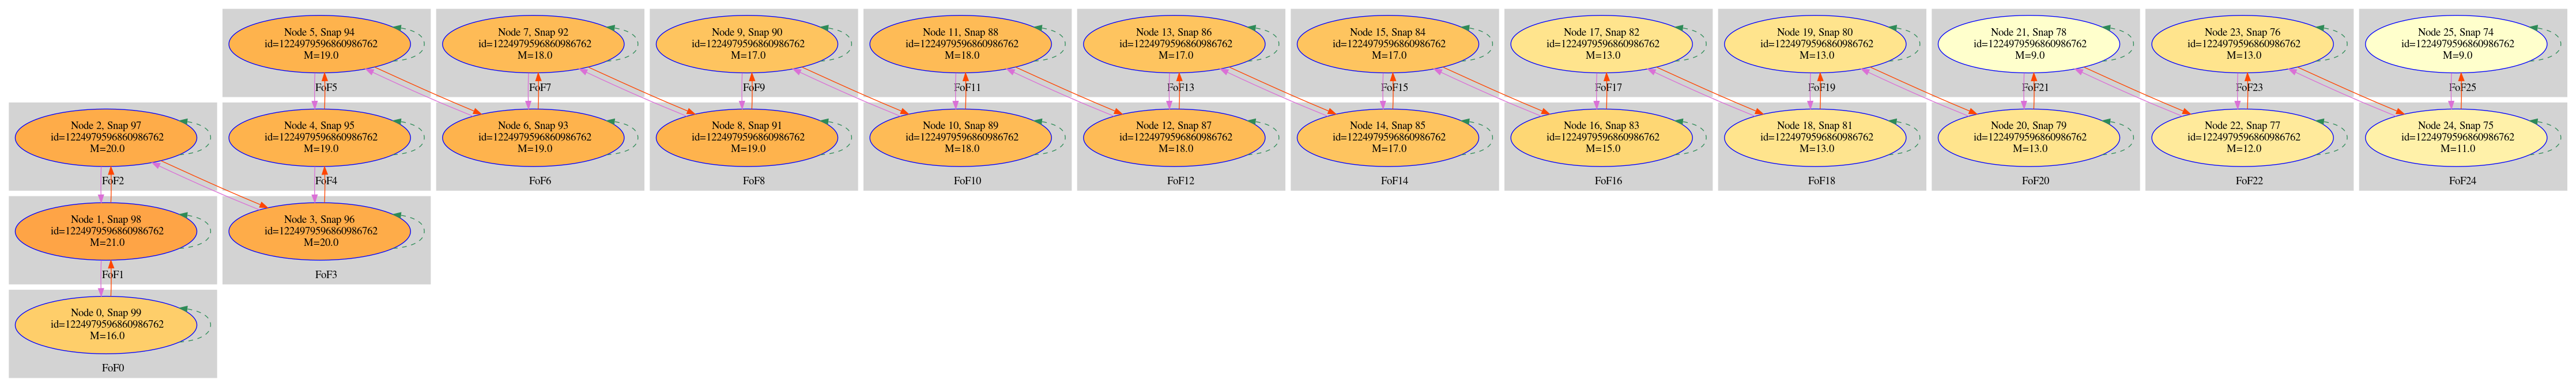 Node 5, Snap 94
id=1224979596860986762
M=19.0
FoF5
Node 7, Snap 92
id=1224979596860986762
M=18.0
FoF7
Node 9, Snap 90
id=1224979596860986762
M=17.0
FoF9
Node 11, Snap 88
id=1224979596860986762
M=18.0
FoF11
Node 13, Snap 86
id=1224979596860986762
M=17.0
FoF13
Node 15, Snap 84
id=1224979596860986762
M=17.0
FoF15
Node 17, Snap 82
id=1224979596860986762
M=13.0
FoF17
Node 19, Snap 80
id=1224979596860986762
M=13.0
FoF19
Node 21, Snap 78
id=1224979596860986762
M=9.0
FoF21
Node 23, Snap 76
id=1224979596860986762
M=13.0
FoF23
Node 25, Snap 74
id=1224979596860986762
M=9.0
FoF25
Node 2, Snap 97
id=1224979596860986762
M=20.0
FoF2
Node 4, Snap 95
id=1224979596860986762
M=19.0
FoF4
Node 6, Snap 93
id=1224979596860986762
M=19.0
FoF6
Node 8, Snap 91
id=1224979596860986762
M=19.0
FoF8
Node 10, Snap 89
id=1224979596860986762
M=18.0
FoF10
Node 12, Snap 87
id=1224979596860986762
M=18.0
FoF12
Node 14, Snap 85
id=1224979596860986762
M=17.0
FoF14
Node 16, Snap 83
id=1224979596860986762
M=15.0
FoF16
Node 18, Snap 81
id=1224979596860986762
M=13.0
FoF18
Node 20, Snap 79
id=1224979596860986762
M=13.0
FoF20
Node 22, Snap 77
id=1224979596860986762
M=12.0
FoF22
Node 24, Snap 75
id=1224979596860986762
M=11.0
FoF24
Node 1, Snap 98
id=1224979596860986762
M=21.0
FoF1
Node 3, Snap 96
id=1224979596860986762
M=20.0
FoF3
Node 0, Snap 99
id=1224979596860986762
M=16.0
FoF0